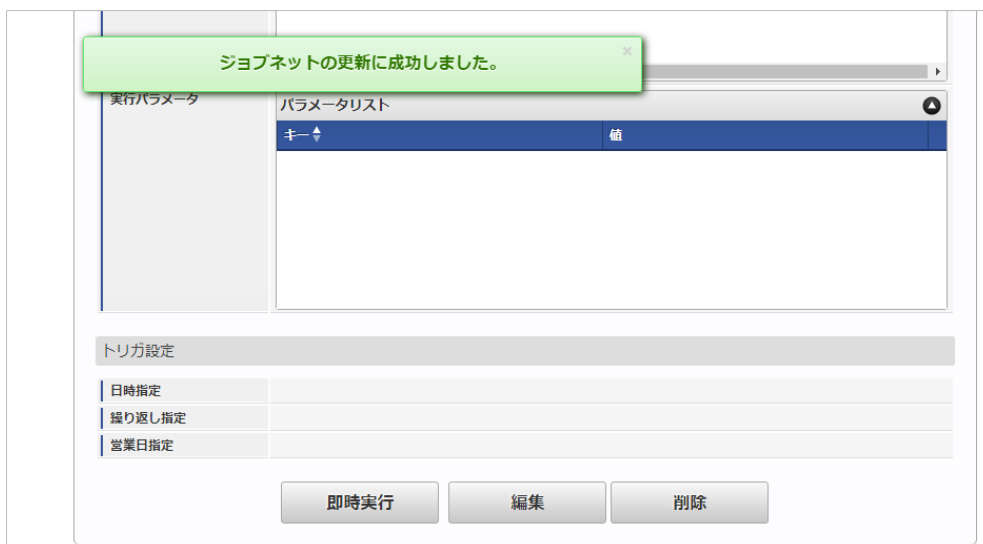 ジョブネットの更新に成功しました。 ×
実行パラメータ
パラメータリスト
キー 値
トリガ設定
日時指定
繰り返し指定
営業日指定
即時実行 編集 削除